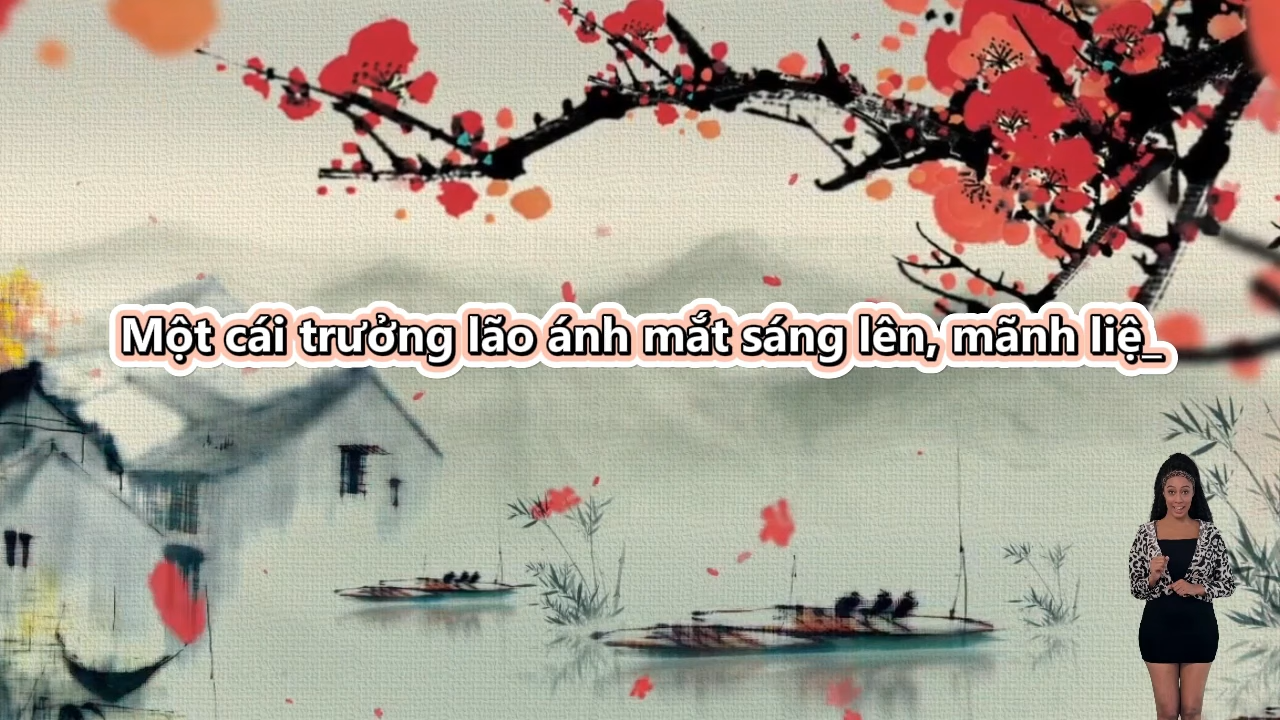 Một cái trưởng lão ánh mắt sáng lên, mãnh liệ_